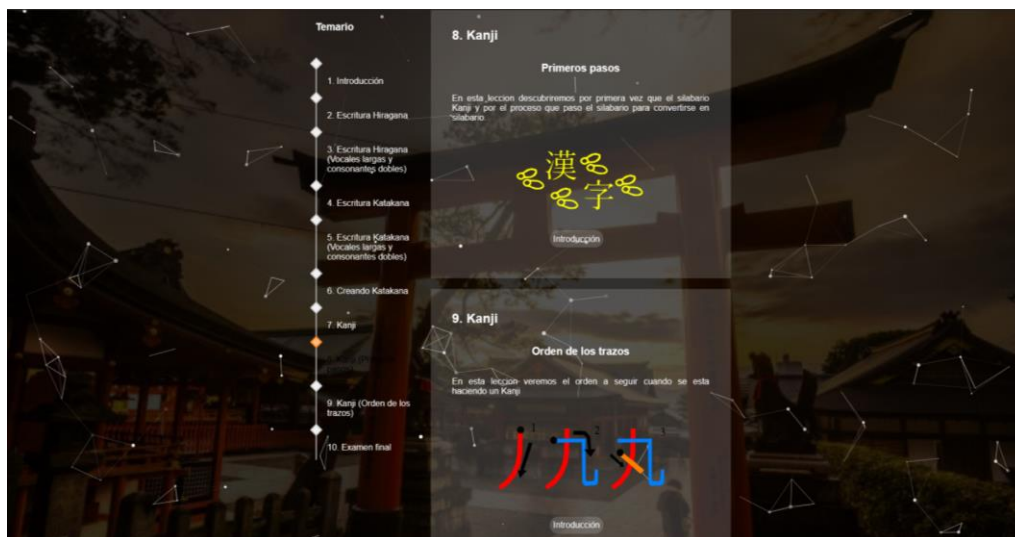 Temario
1. Introducción
2. Escritura Hiragana
3. Escritura Hiragana
(Vocales largas y
consonantes dobles)
4. Escritura Katakana
5. Escritura Katakana
(Vocales largas y
consonantes dobles)
6. Creando Katakana
7. Kanji
9. Kanji (Orden de los
trazos)
10. Examen final
8. Kanji
Primeros pasos
En esta leccion descubriremos por primera vez que el silabario
Kanji y por el proceso que paso el silabario para convertirse en
silabario.
漢
字
Introducción
9. Kanji
Orden de los trazos
En esta leccion veremos el orden a seguir cuando se esta
haciendo un Kanji
1 2 3
丿 九 丸
Introducción